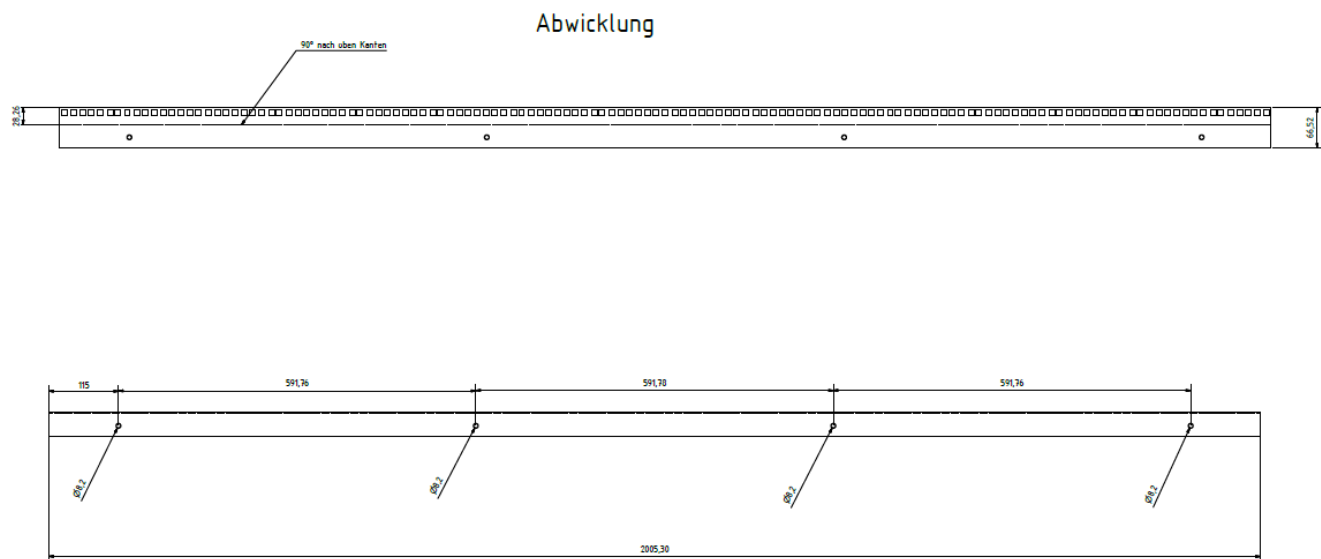 Abwicklung
90° nach oben Kanten
28,26
66,52
115
591,76
591,78
591,76
Ø8,2
Ø8,2
Ø8,2
Ø8,2
2005,30